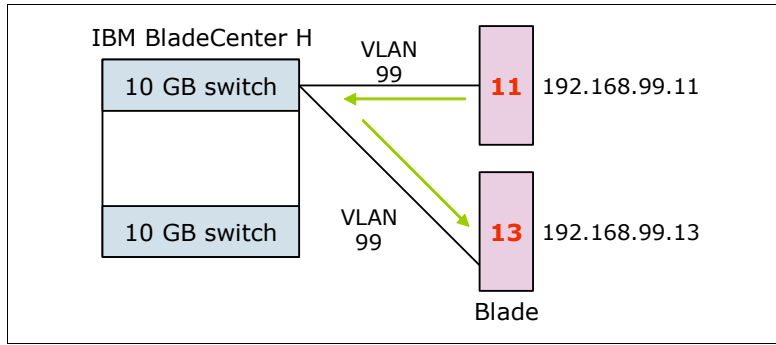 IBM BladeCenter H
VLAN
99
10 GB switch
11
192.168.99.11
VLAN
99
10 GB switch
13
192.168.99.13
Blade